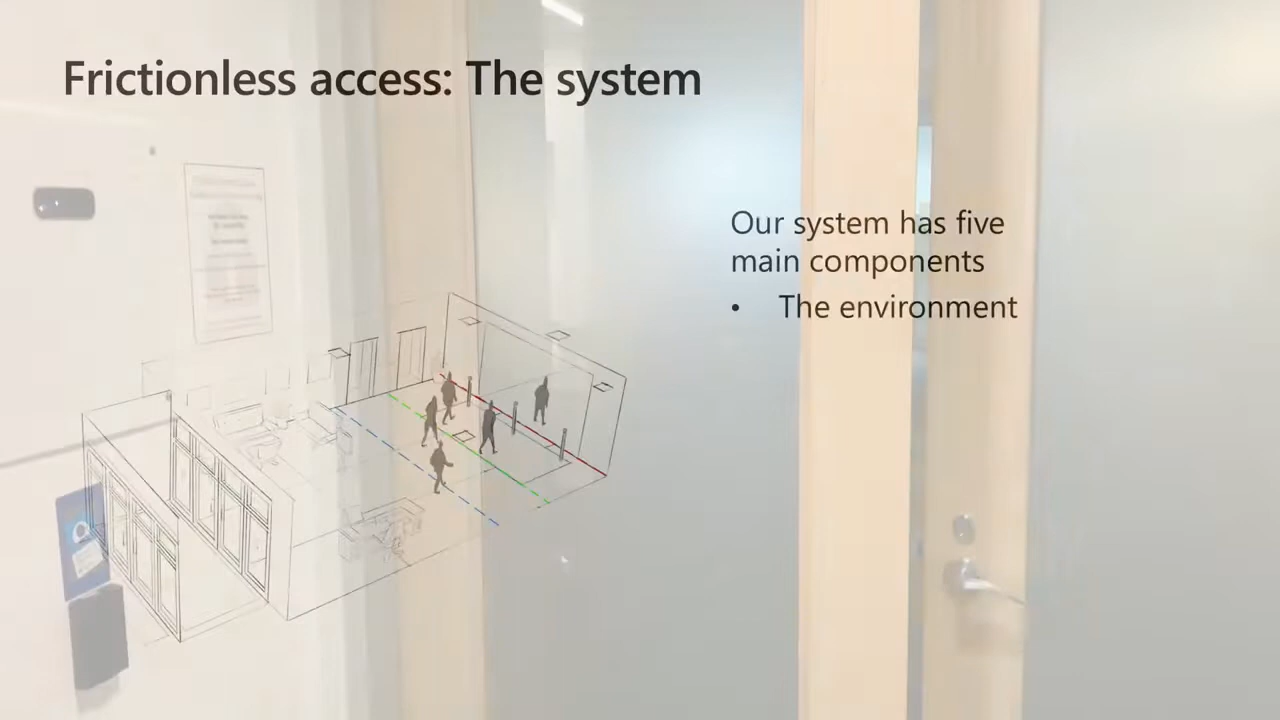 Frictionless access: The system
Our system has five
main components
• The environment